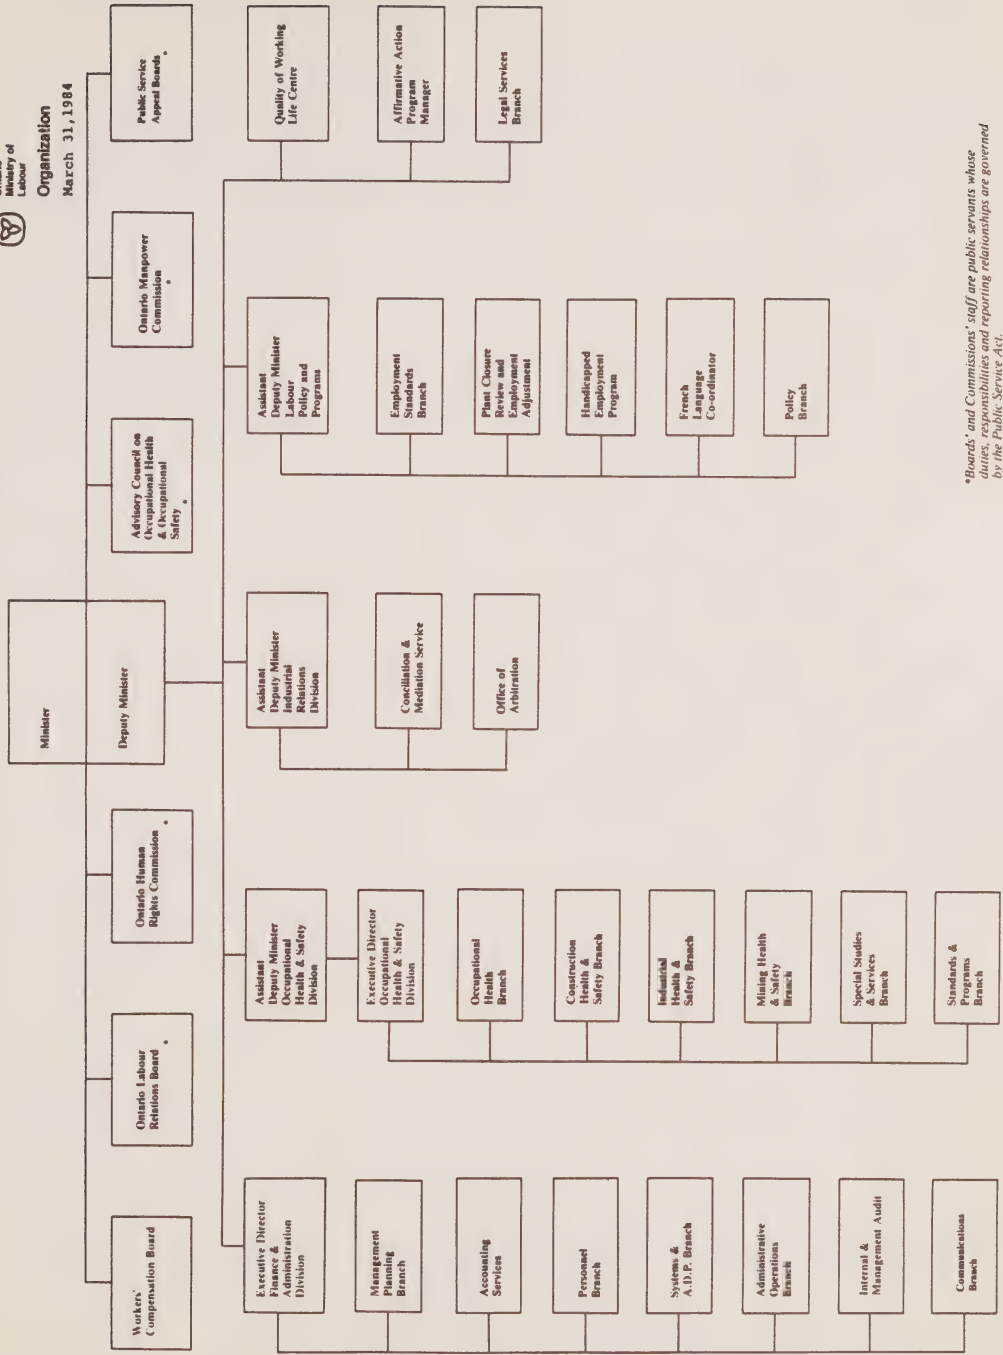 Ministry of
Labour
Organization
March 31, 1984
Minister
Deputy Minister
Workers'
Compensation Board
Ontario Labour
Relations Board
*
Ontario Human
Rights Commission
*
Advisory Council on
Occupational Health
& Occupational
Safety
*
Ontario Manpower
Commission
*
Public Service
Appeal Boards
*
Executive Director
Finance &
Administration
Division
Management
Planning
Branch
Accounting
Services
Personnel
Branch
Systems &
A.D.P. Branch
Administrative
Operations
Branch
Internal &
Management Audit
Communications
Branch
Assistant
Deputy Minister
Occupational
Health & Safety
Division
Executive Director
Occupational
Health & Safety
Division
Occupational
Health
Branch
Construction
Health &
Safety Branch
Industrial
Health &
Safety Branch
Mining Health
& Safety
Branch
Special Studies
& Services
Branch
Standards &
Programs
Branch
Assistant
Deputy Minister
Industrial
Relations
Division
Conciliation &
Mediation Service
Office of
Arbitration
Assistant
Deputy Minister
Labour
Policy and
Programs
Employment
Standards
Branch
Plant Closure
Review and
Employment
Adjustment
Handicapped
Employment
Program
French
Language
Co-ordinator
Policy
Branch
Quality of Working
Life Centre
Affirmative Action
Program
Manager
Legal Services
Branch
*Boards' and Commissions' staff are public servants whose
duties, responsibilities and reporting relationships are governed
by the Public Service Act.